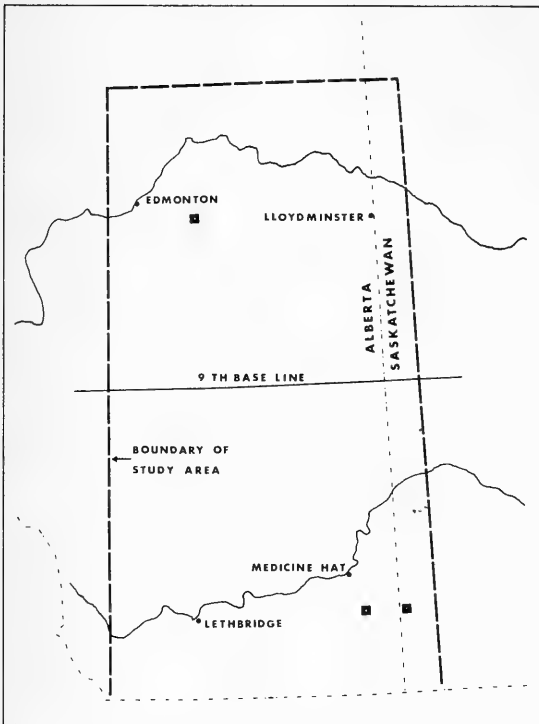 EDMONTON
LLOYDMINSTER
ALBERTA
SASKATCHEWAN
9 TH BASE LINE
BOUNDARY OF
STUDY AREA
MEDICINE HAT
LETHBRIDGE